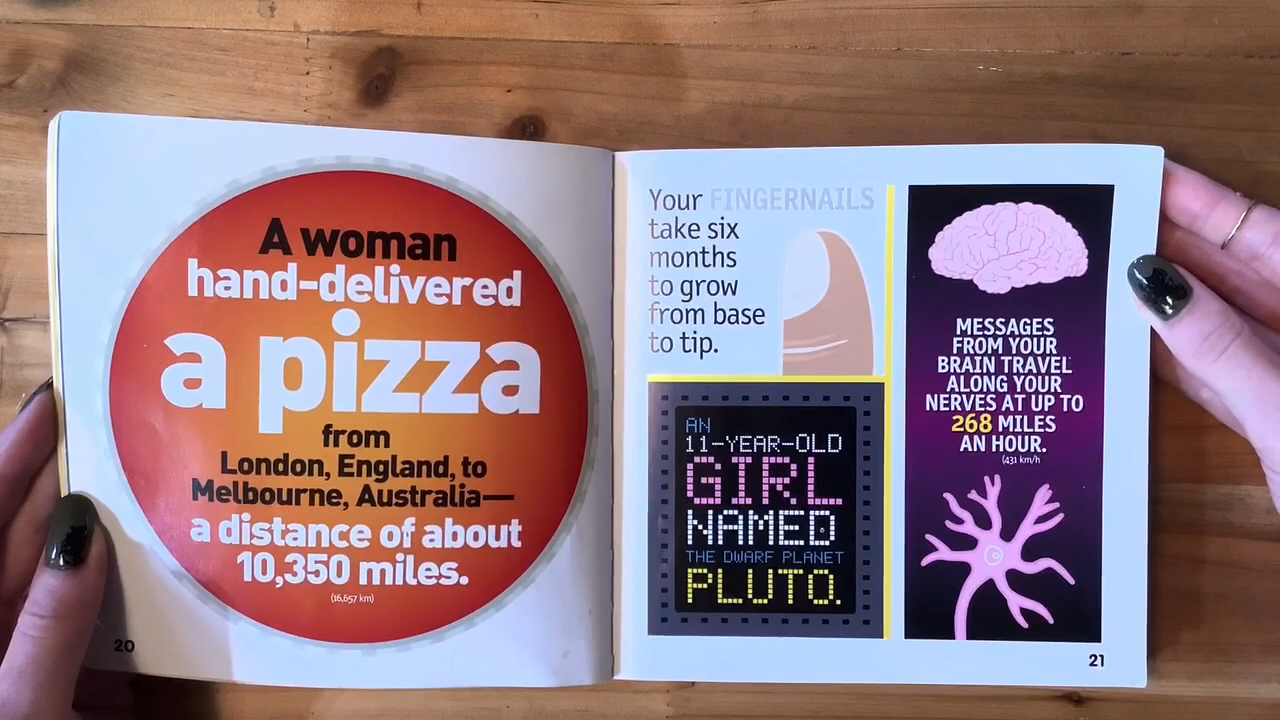 A woman
hand-delivered
a pizza
from
London, England, to
Melbourne, Australia—
a distance of about
10,350 miles.
(16,657 km)
20
Your FINGERNAILS
take six
months
to grow
from base
to tip.
AN
11-YEAR-OLD
GIRL
NAMED
THE DWARF PLANET
PLUTO.
MESSAGES
FROM YOUR
BRAIN TRAVEL
ALONG YOUR
NERVES AT UP TO
268 MILES
AN HOUR.
(431 km/h
21